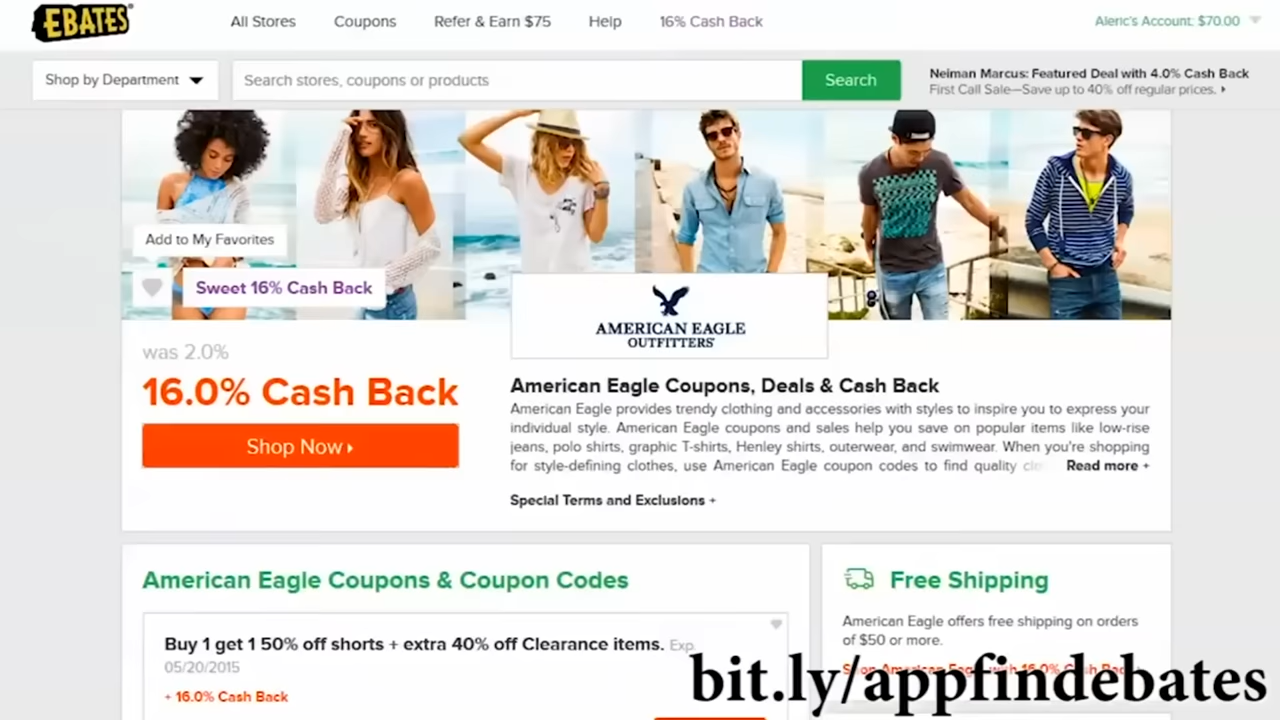 EBATES
All Stores
Coupons
Refer & Earn $75
Help
16% Cash Back
Aleric's Account: $70.00
Shop by Department
Search stores, coupons or products
Search
Neiman Marcus: Featured Deal with 4.0% Cash Back
First Call Sale—Save up to 40% off regular prices.
Add to My Favorites
Sweet 16% Cash Back
AMERICAN EAGLE
OUTFITTERS
was 2.0%
16.0% Cash Back
Shop Now
American Eagle Coupons, Deals & Cash Back
American Eagle provides trendy clothing and accessories with styles to inspire you to express your
individual style. American Eagle coupons and sales help you save on popular items like low-rise
jeans, polo shirts, graphic T-shirts, Henley shirts, outerwear, and swimwear. When you're shopping
for style-defining clothes, use American Eagle coupon codes to find quality Read more +
Special Terms and Exclusions +
American Eagle Coupons & Coupon Codes
Buy 1 get 1 50% off shorts + extra 40% off Clearance items. Exp.
05/20/2015
+ 16.0% Cash Back
Free Shipping
American Eagle offers free shipping on orders
of $50 or more.
Shop American Eagle with 16.0% Cash Back
bit.ly/appfindebates